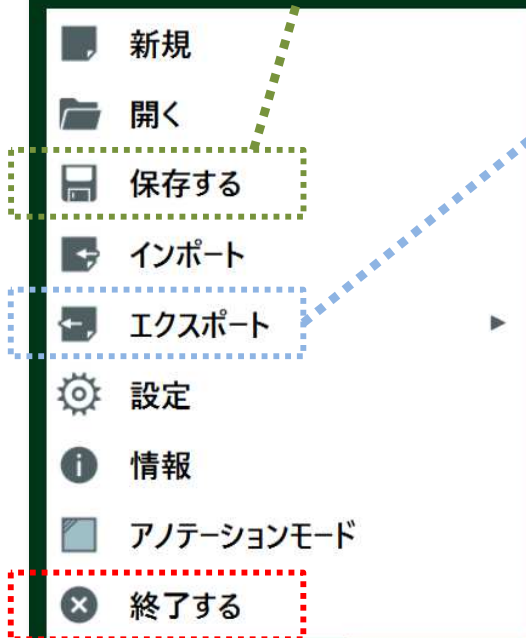 新規
開く
保存する
インポート
エクスポート
設定
情報
アノテーションモード
終了する